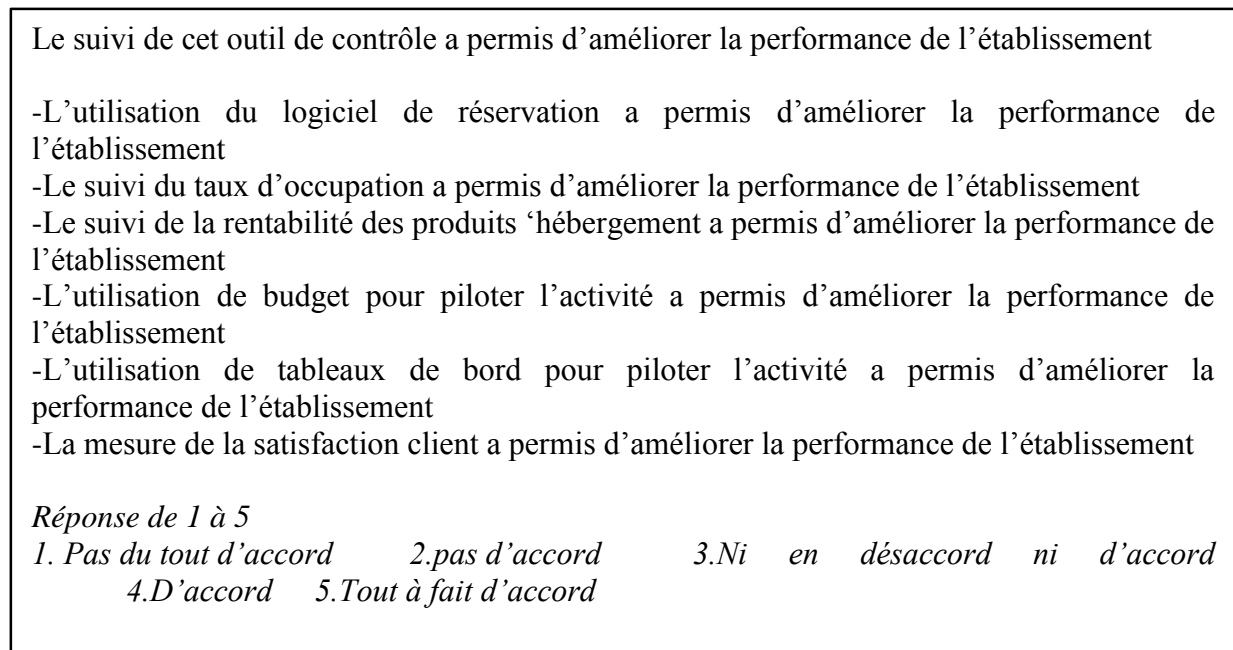 Le suivi de cet outil de contrôle a permis d’améliorer la performance de l’établissement
-L’utilisation du logiciel de réservation a permis d’améliorer la performance de
l’établissement
-Le suivi du taux d’occupation a permis d’améliorer la performance de l’établissement
-Le suivi de la rentabilité des produits ‘hébergement a permis d’améliorer la performance de
l’établissement
-L’utilisation de budget pour piloter l’activité a permis d’améliorer la performance de
l’établissement
-L’utilisation de tableaux de bord pour piloter l’activité a permis d’améliorer la
performance de l’établissement
-La mesure de la satisfaction client a permis d’améliorer la performance de l’établissement
Réponse de 1 à 5
1. Pas du tout d’accord 2.pas d’accord 3.Ni en désaccord ni d’accord
4.D’accord 5.Tout à fait d’accord